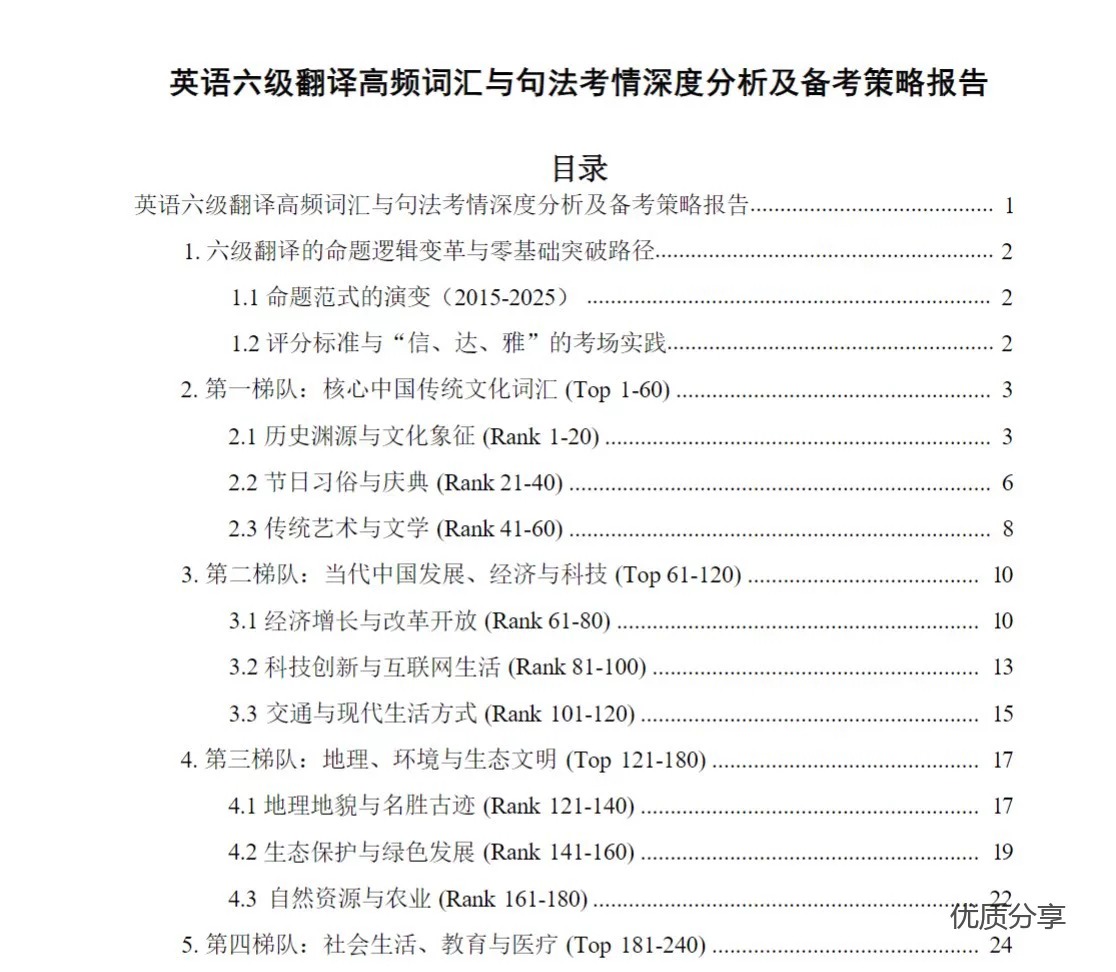 英语六级翻译高频词汇与句法考情深度分析及备考策略报告
目录
英语六级翻译高频词汇与句法考情深度分析及备考策略报告 1
1. 六级翻译的命题逻辑变革与零基础突破路径 2
1.1 命题范式的演变（2015-2025） 2
1.2 评分标准与“信、达、雅”的考场实践 2
2. 第一梯队：核心中国传统文化词汇 (Top 1-60) 3
2.1 历史渊源与文化象征 (Rank 1-20) 3
2.2 节日习俗与庆典 (Rank 21-40) 6
2.3 传统艺术与文学 (Rank 41-60) 8
3. 第二梯队：当代中国发展、经济与科技 (Top 61-120) 10
3.1 经济增长与改革开放 (Rank 61-80) 10
3.2 科技创新与互联网生活 (Rank 81-100) 13
3.3 交通与现代生活方式 (Rank 101-120) 15
4. 第三梯队：地理、环境与生态文明 (Top 121-180) 17
4.1 地理地貌与名胜古迹 (Rank 121-140) 17
4.2 生态保护与绿色发展 (Rank 141-160) 19
4.3 自然资源与农业 (Rank 161-180) 22
优质分享
5. 第四梯队：社会生活、教育与医疗 (Top 181-240) 24